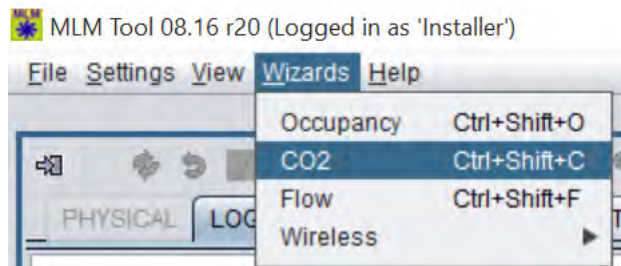 MLM Tool 08.16 r20 (Logged in as 'Installer')
File Settings View Wizards Help
Occupancy Ctrl+Shift+O
CO2 Ctrl+Shift+C
Flow Ctrl+Shift+F
Wireless
PHYSICAL